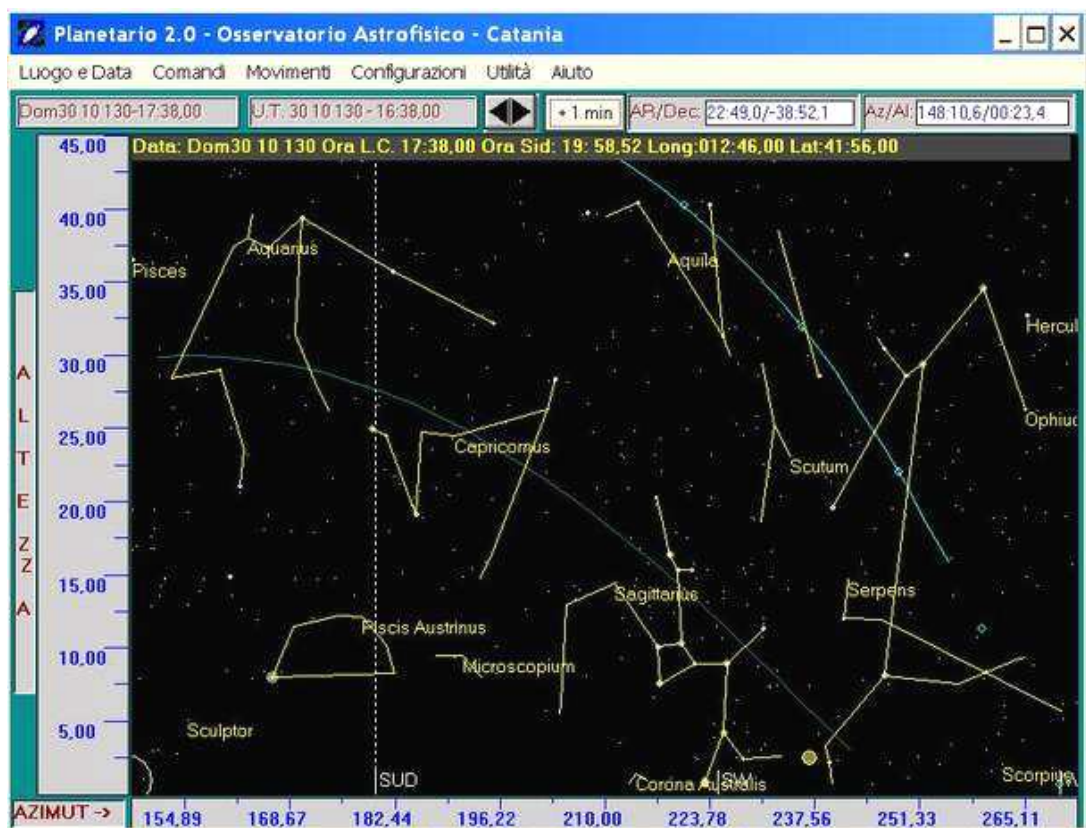 Planetario 2.0 - Osservatorio Astrofisico - Catania
Luogo e Data Comandi Movimenti Configurazioni Utilità Aiuto
Dom30 10 130-17:38,00 U.T. 30 10 130 - 16:38,00 + 1 min AR/Dec: 22:49,0/-38:52,1 Az/Al: 148:10,6/00:23,4
45,00 Data: Dom30 10 130 Ora L.C. 17:38,00 Ora Sid: 19: 58,52 Long:012:46,00 Lat:41:56,00
40,00
Aquarius Aquila
Pisces
35,00
Hercul
30,00
ALTEZZA
Ophiuc
25,00
Capricornus
Scutum
20,00
15,00
Sagittarius Serpens
Piscis Austrinus
10,00
Microscopium
5,00 Sculptor
SUD Corona Australis SW Scorpius
AZIMUT -> 154,89 168,67 182,44 196,22 210,00 223,78 237,56 251,33 265,11